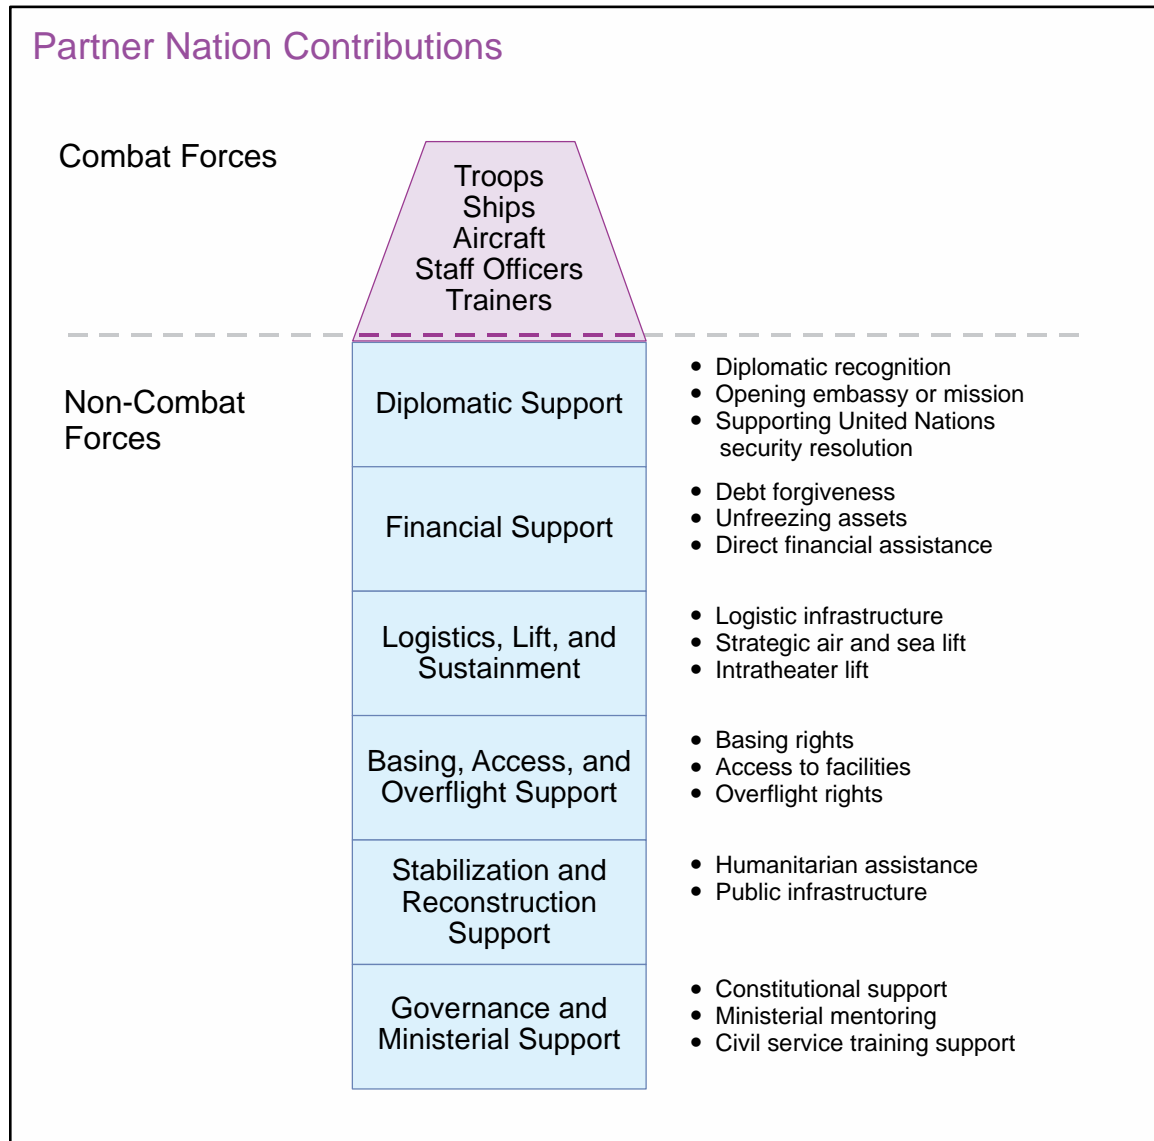 Partner Nation Contributions
Combat Forces
Troops
Ships
Aircraft
Staff Officers
Trainers
Non-Combat
Forces
Diplomatic Support
• Diplomatic recognition
• Opening embassy or mission
• Supporting United Nations
security resolution
Financial Support
• Debt forgiveness
• Unfreezing assets
• Direct financial assistance
Logistics, Lift, and
Sustainment
• Logistic infrastructure
• Strategic air and sea lift
• Intratheater lift
Basing, Access, and
Overflight Support
• Basing rights
• Access to facilities
• Overflight rights
Stabilization and
Reconstruction
Support
• Humanitarian assistance
• Public infrastructure
Governance and
Ministerial Support
• Constitutional support
• Ministerial mentoring
• Civil service training support